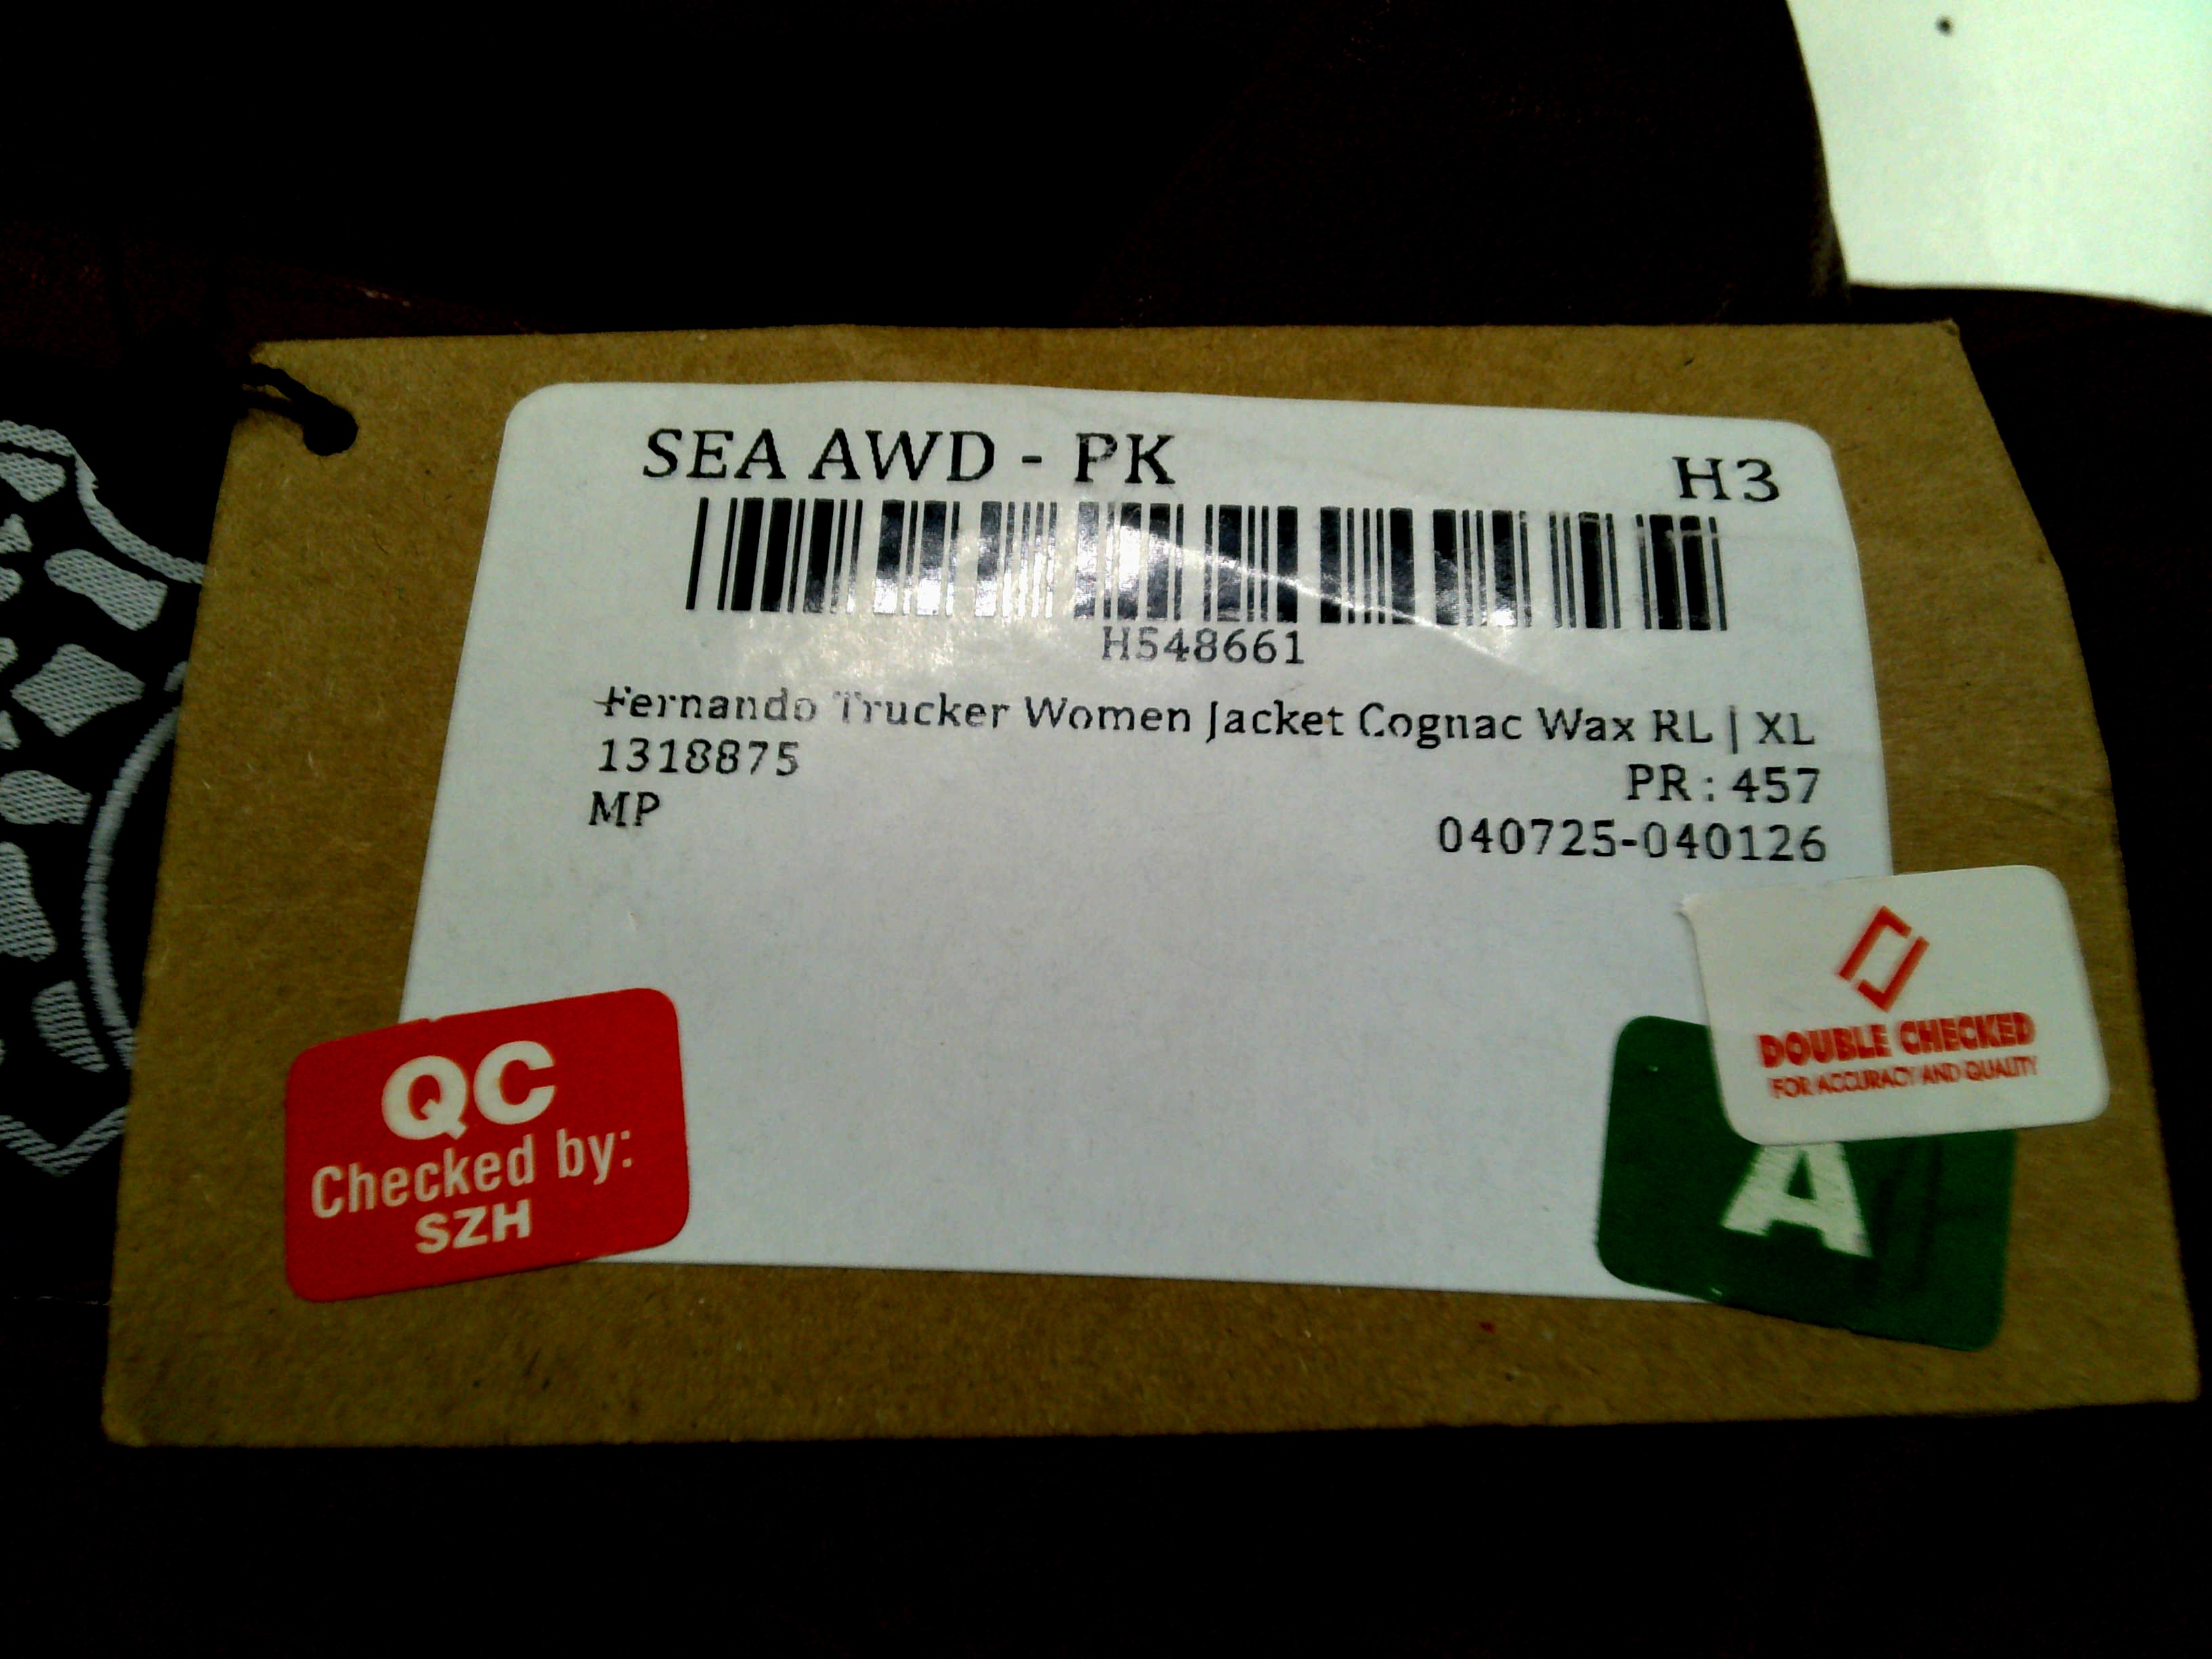 SEA AWD - PK
H3
H548661
Fernando Trucker Women Jacket Cognac Wax RL | XL
1318875
PR : 457
MP
040725-040126
DOUBLE CHECKED
FOR ACCURACY AND QUALITY
A
QC
Checked by:
SZH